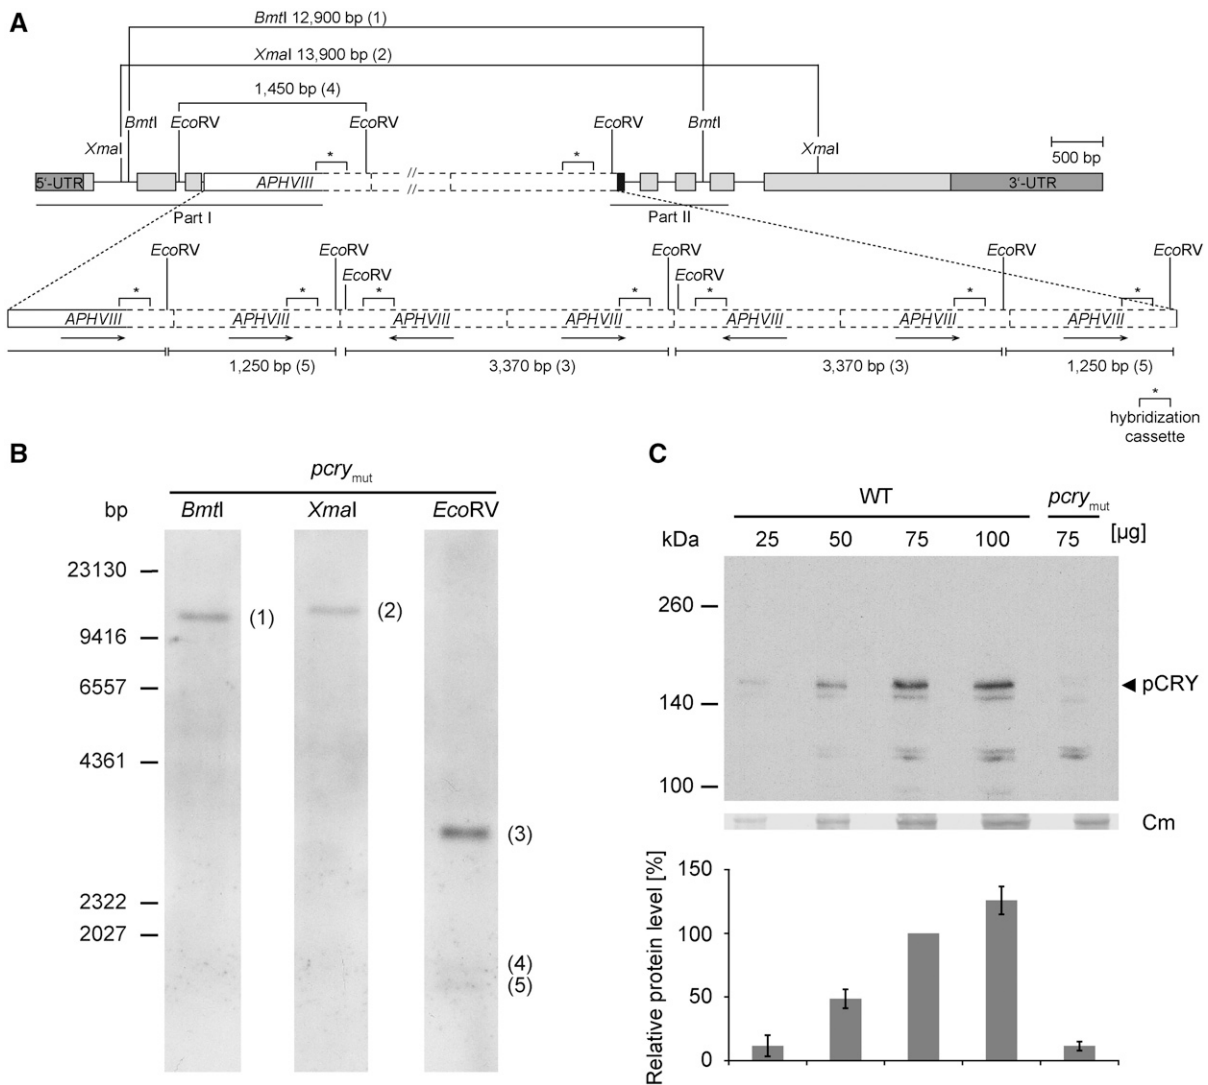 A
BmtI 12,900 bp (1)
XmaI 13,900 bp (2)
1,450 bp (4)
BmtI EcoRV EcoRV EcoRV BmtI
XmaI XmaI
500 bp
* *
5'-UTR APHVIII // // 3'-UTR
Part I Part II
EcoRV EcoRV EcoRV EcoRV EcoRV
EcoRV EcoRV
* * * * * * *
APHVIII APHVIII APHVIII APHVIII APHVIII APHVIII APHVIII
1,250 bp (5) 3,370 bp (3) 3,370 bp (3) 1,250 bp (5)
*
hybridization
cassette
B
pcrymut
bp BmtI XmaI EcoRV
23130
9416
6557
4361
2322
2027
(1)
(2)
(3)
(4)
(5)
C
WT pcrymut
kDa 25 50 75 100 75 [µg]
260
140
100
pCRY
Cm
Relative protein level [%]
150
100
50
0